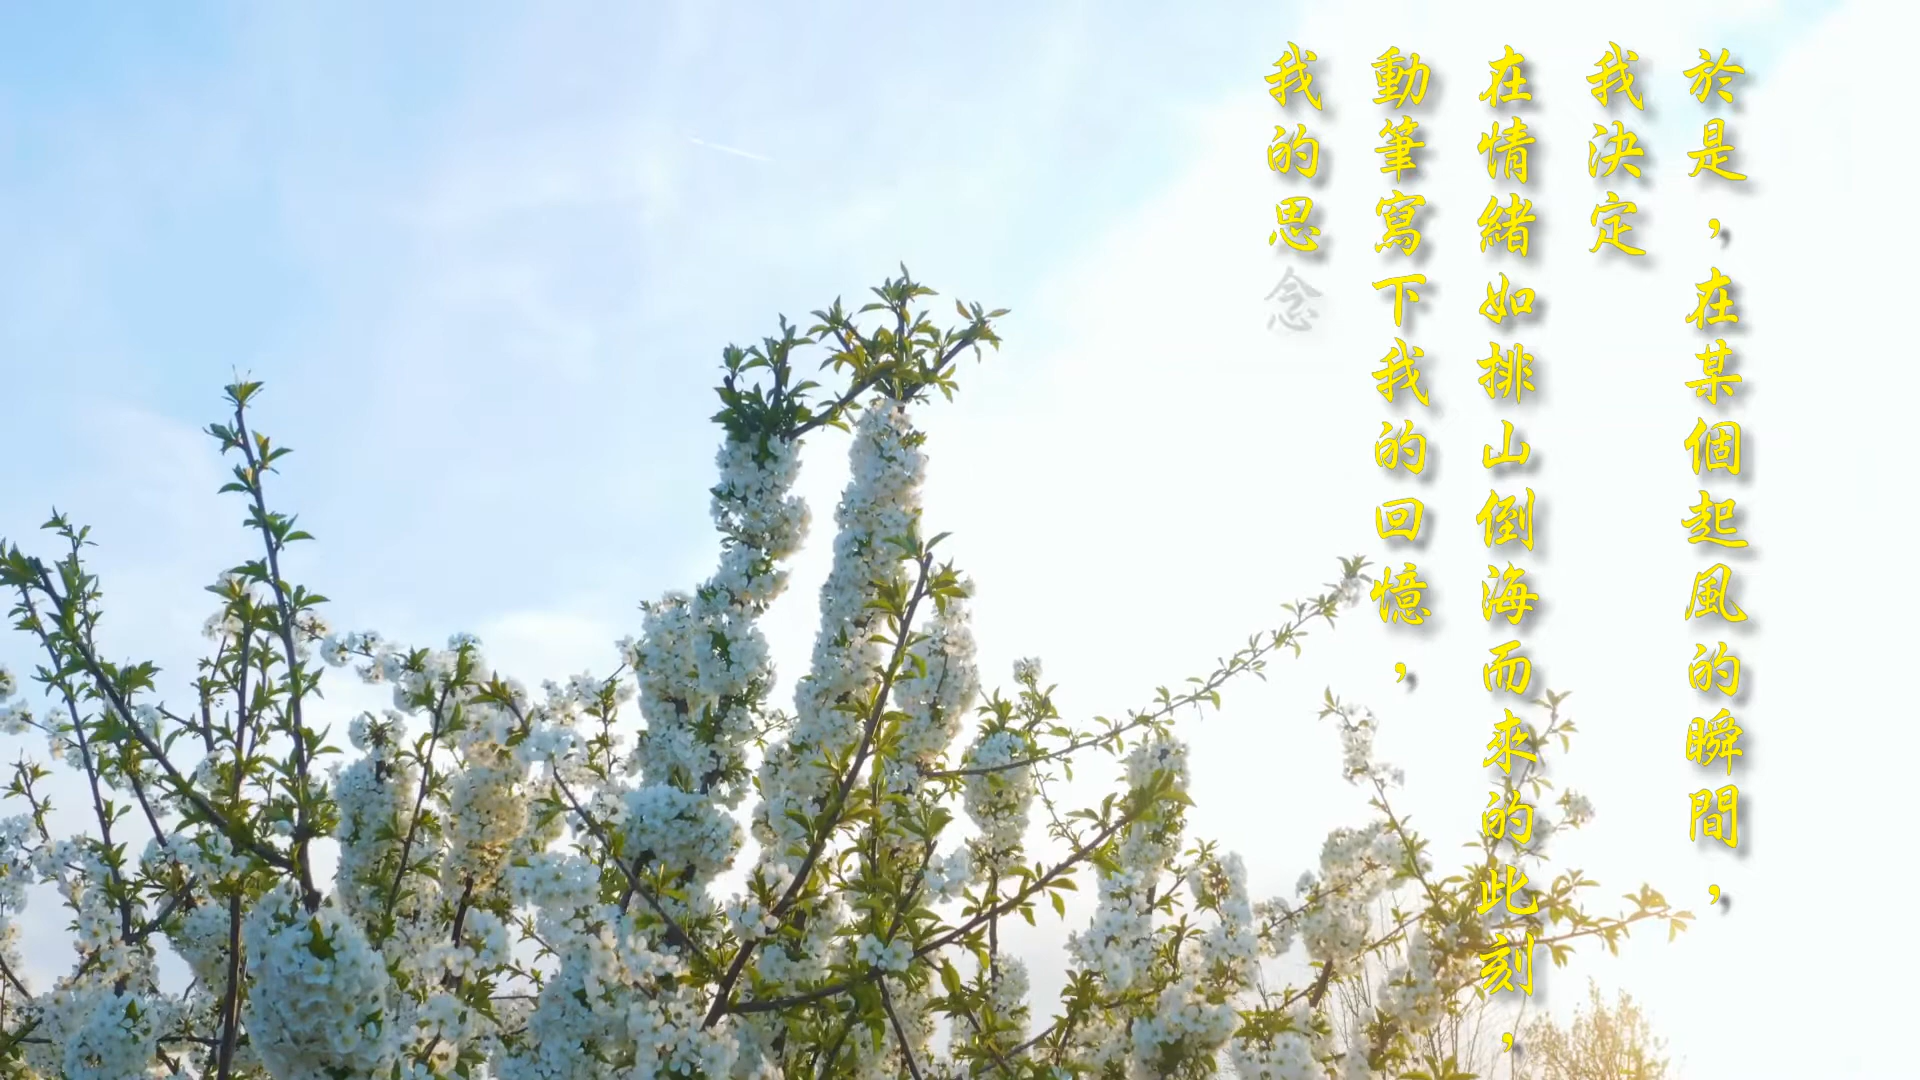 於是，在某個起風的瞬間，
我決定
在情緒如排山倒海而來的此刻，
動筆寫下我的回憶，
我的思念